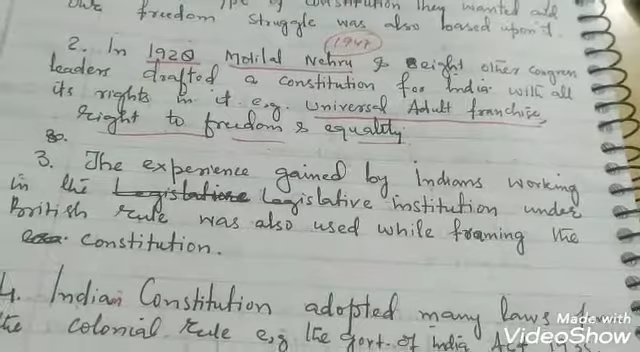 freedom struggle was also based upon it.
1947
2. In 1928 Motilal Nehru & eight other congress
leaders drafted a constitution for India with all
its rights in it e.g. Universal Adult franchise,
Right to freedom & equality.
3. The experience gained by Indians working
in the Legislative Legislative institution under
British rule was also used while framing the
constitution.
4. Indian Constitution adopted many laws
the colonial rule e.g the govt. of India Act
Made with
VideoShow